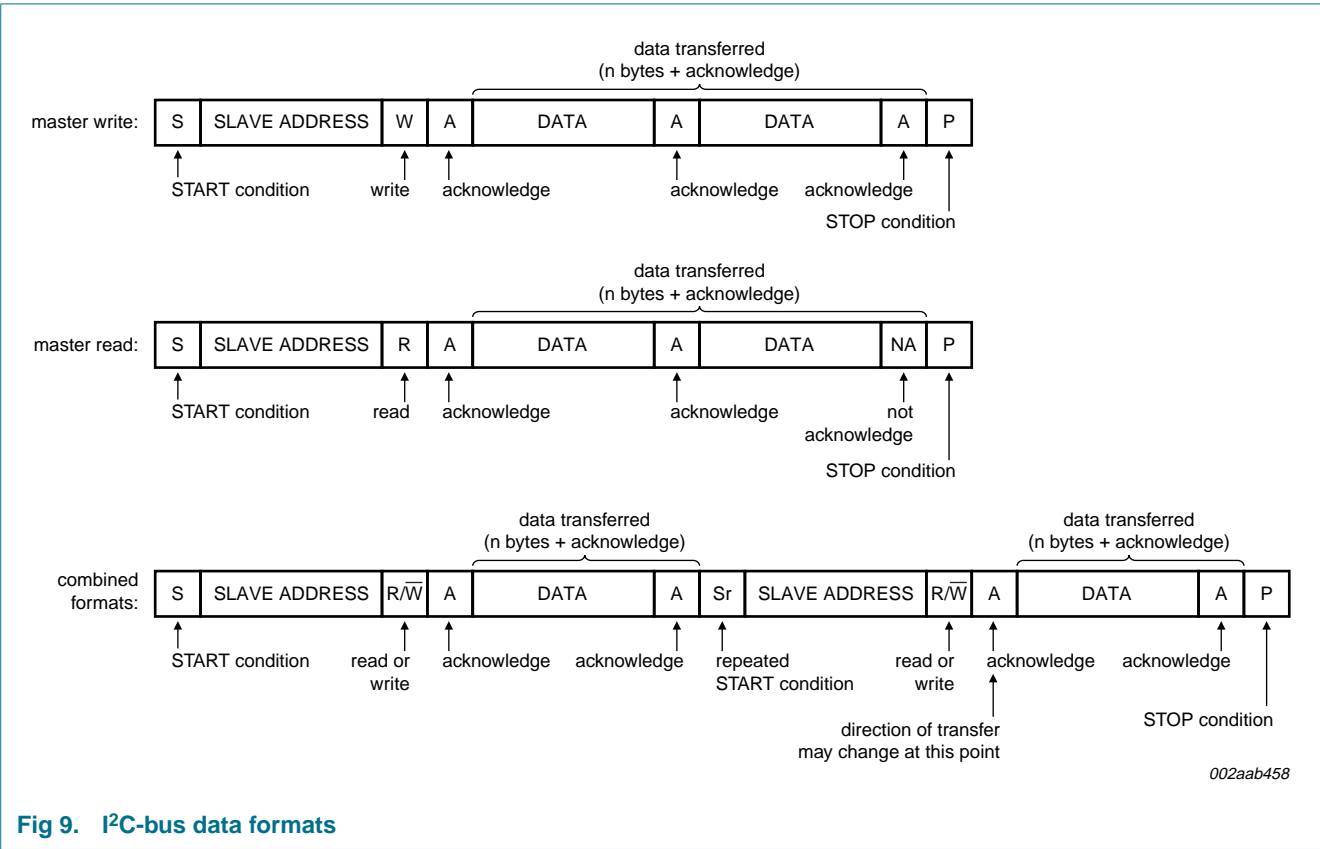 data transferred
(n bytes + acknowledge)
master write: S SLAVE ADDRESS W A DATA A DATA A P
START condition write acknowledge acknowledge acknowledge
STOP condition
data transferred
(n bytes + acknowledge)
master read: S SLAVE ADDRESS R A DATA A DATA NA P
START condition read acknowledge acknowledge not
acknowledge
STOP condition
data transferred data transferred
(n bytes + acknowledge) (n bytes + acknowledge)
combined
formats: S SLAVE ADDRESS R/W̅ A DATA A Sr SLAVE ADDRESS R/W̅ A DATA A P
START condition read or acknowledge acknowledge repeated read or acknowledge acknowledge
write START condition write
direction of transfer STOP condition
may change at this point
002aab458
Fig 9. I²C-bus data formats